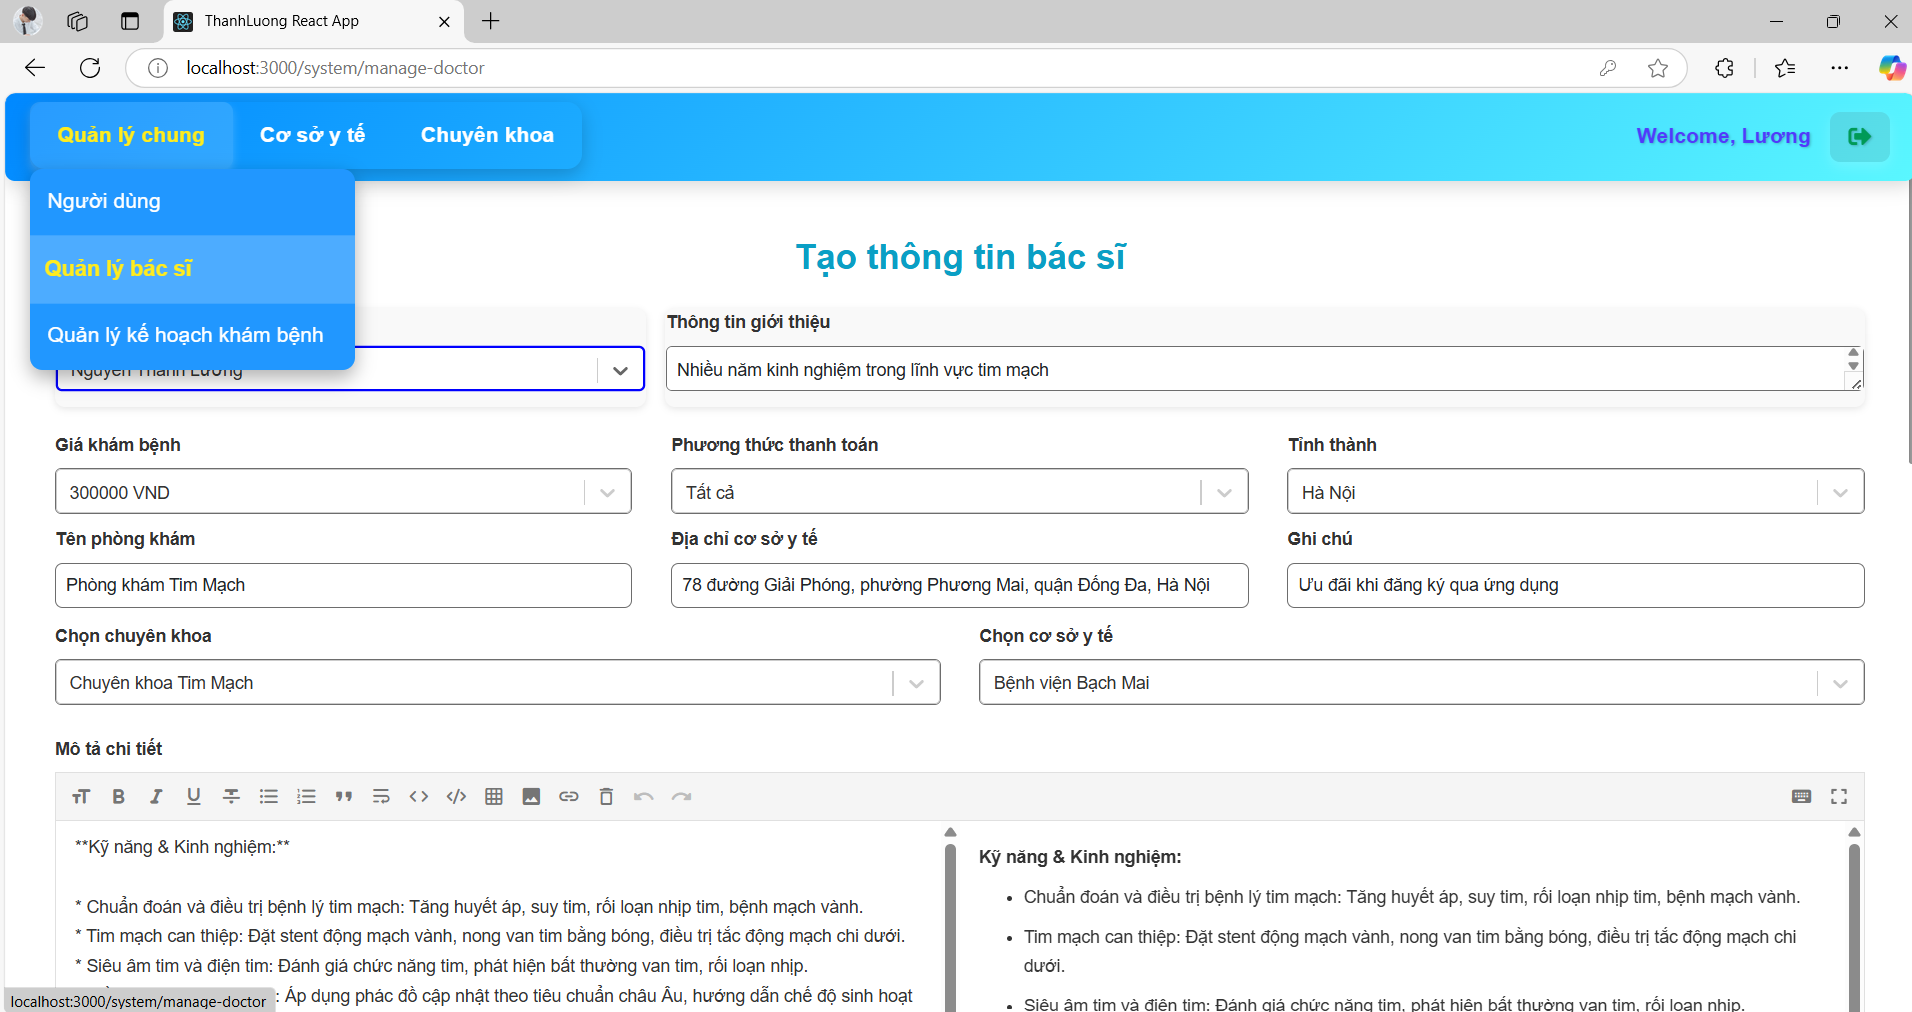 ThanhLuong React App
localhost:3000/system/manage-doctor
Quản lý chung
Cơ sở y tế
Chuyên khoa
Welcome, Lương
Người dùng
Quản lý bác sĩ
Quản lý kế hoạch khám bệnh
Tạo thông tin bác sĩ
Thông tin giới thiệu
Nguyễn Thanh Lương
Nhiều năm kinh nghiệm trong lĩnh vực tim mạch
Giá khám bệnh
Phương thức thanh toán
Tỉnh thành
300000 VND
Tất cả
Hà Nội
Tên phòng khám
Địa chỉ cơ sở y tế
Ghi chú
Phòng khám Tim Mạch
78 đường Giải Phóng, phường Phương Mai, quận Đống Đa, Hà Nội
Ưu đãi khi đăng ký qua ứng dụng
Chọn chuyên khoa
Chọn cơ sở y tế
Chuyên khoa Tim Mạch
Bệnh viện Bạch Mai
Mô tả chi tiết
**Kỹ năng & Kinh nghiệm:**
* Chuẩn đoán và điều trị bệnh lý tim mạch: Tăng huyết áp, suy tim, rối loạn nhịp tim, bệnh mạch vành.
* Tim mạch can thiệp: Đặt stent động mạch vành, nong van tim bằng bóng, điều trị tắc động mạch chi dưới.
* Siêu âm tim và điện tim: Đánh giá chức năng tim, phát hiện bất thường van tim, rối loạn nhịp.
: Áp dụng phác đồ cập nhật theo tiêu chuẩn châu Âu, hướng dẫn chế độ sinh hoạt
Kỹ năng & Kinh nghiệm:
• Chuẩn đoán và điều trị bệnh lý tim mạch: Tăng huyết áp, suy tim, rối loạn nhịp tim, bệnh mạch vành.
• Tim mạch can thiệp: Đặt stent động mạch vành, nong van tim bằng bóng, điều trị tắc động mạch chi
dưới.
• Siêu âm tim và điện tim: Đánh giá chức năng tim, phát hiện bất thường van tim, rối loạn nhịp.
localhost:3000/system/manage-doctor